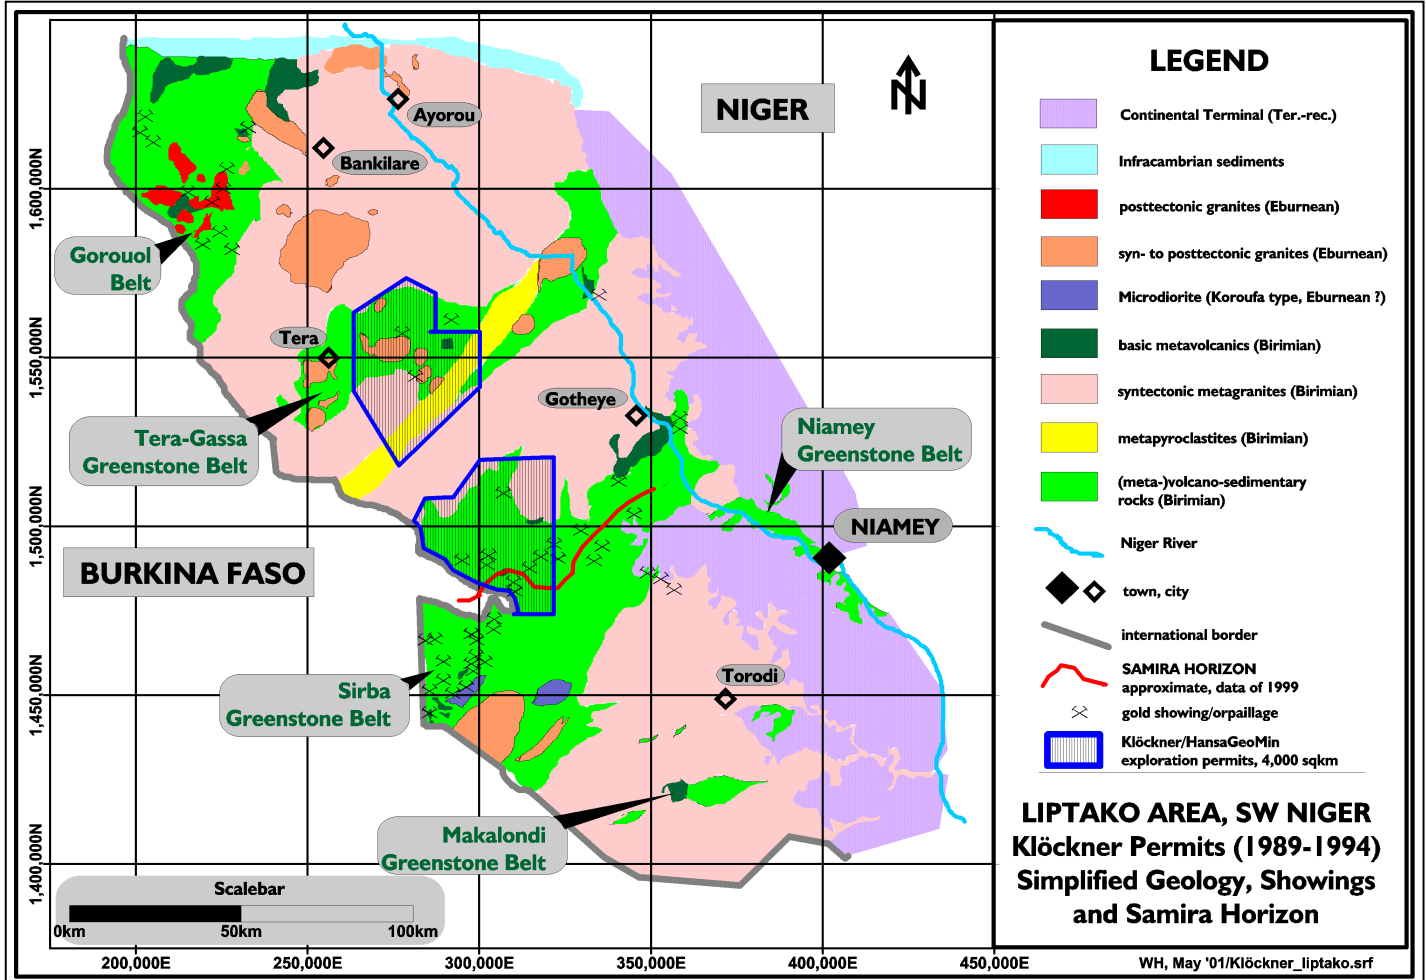 NIGER
N
Ayorou
Bankilare
Gorouol
Belt
Tera
Gotheye
Tera-Gassa
Greenstone Belt
Niamey
Greenstone Belt
NIAMEY
BURKINA FASO
Sirba
Greenstone Belt
Torodi
Makalondi
Greenstone Belt
1,600,000N
1,550,000N
1,500,000N
1,450,000N
1,400,000N
Scalebar
0km 50km 100km
200,000E 250,000E 300,000E 350,000E 400,000E 450,000E
LEGEND
Continental Terminal (Ter.-rec.)
Infracambrian sediments
posttectonic granites (Eburnean)
syn- to posttectonic granites (Eburnean)
Microdiorite (Koroufa type, Eburnean ?)
basic metavolcanics (Birimian)
syntectonic metagranites (Birimian)
metapyroclastites (Birimian)
(meta-)volcano-sedimentary
rocks (Birimian)
Niger River
town, city
international border
SAMIRA HORIZON
approximate, data of 1999
gold showing/orpaillage
Klöckner/HansaGeoMin
exploration permits, 4,000 sqkm
LIPTAKO AREA, SW NIGER
Klöckner Permits (1989-1994)
Simplified Geology, Showings
and Samira Horizon
WH, May '01/Klöckner_liptako.srf